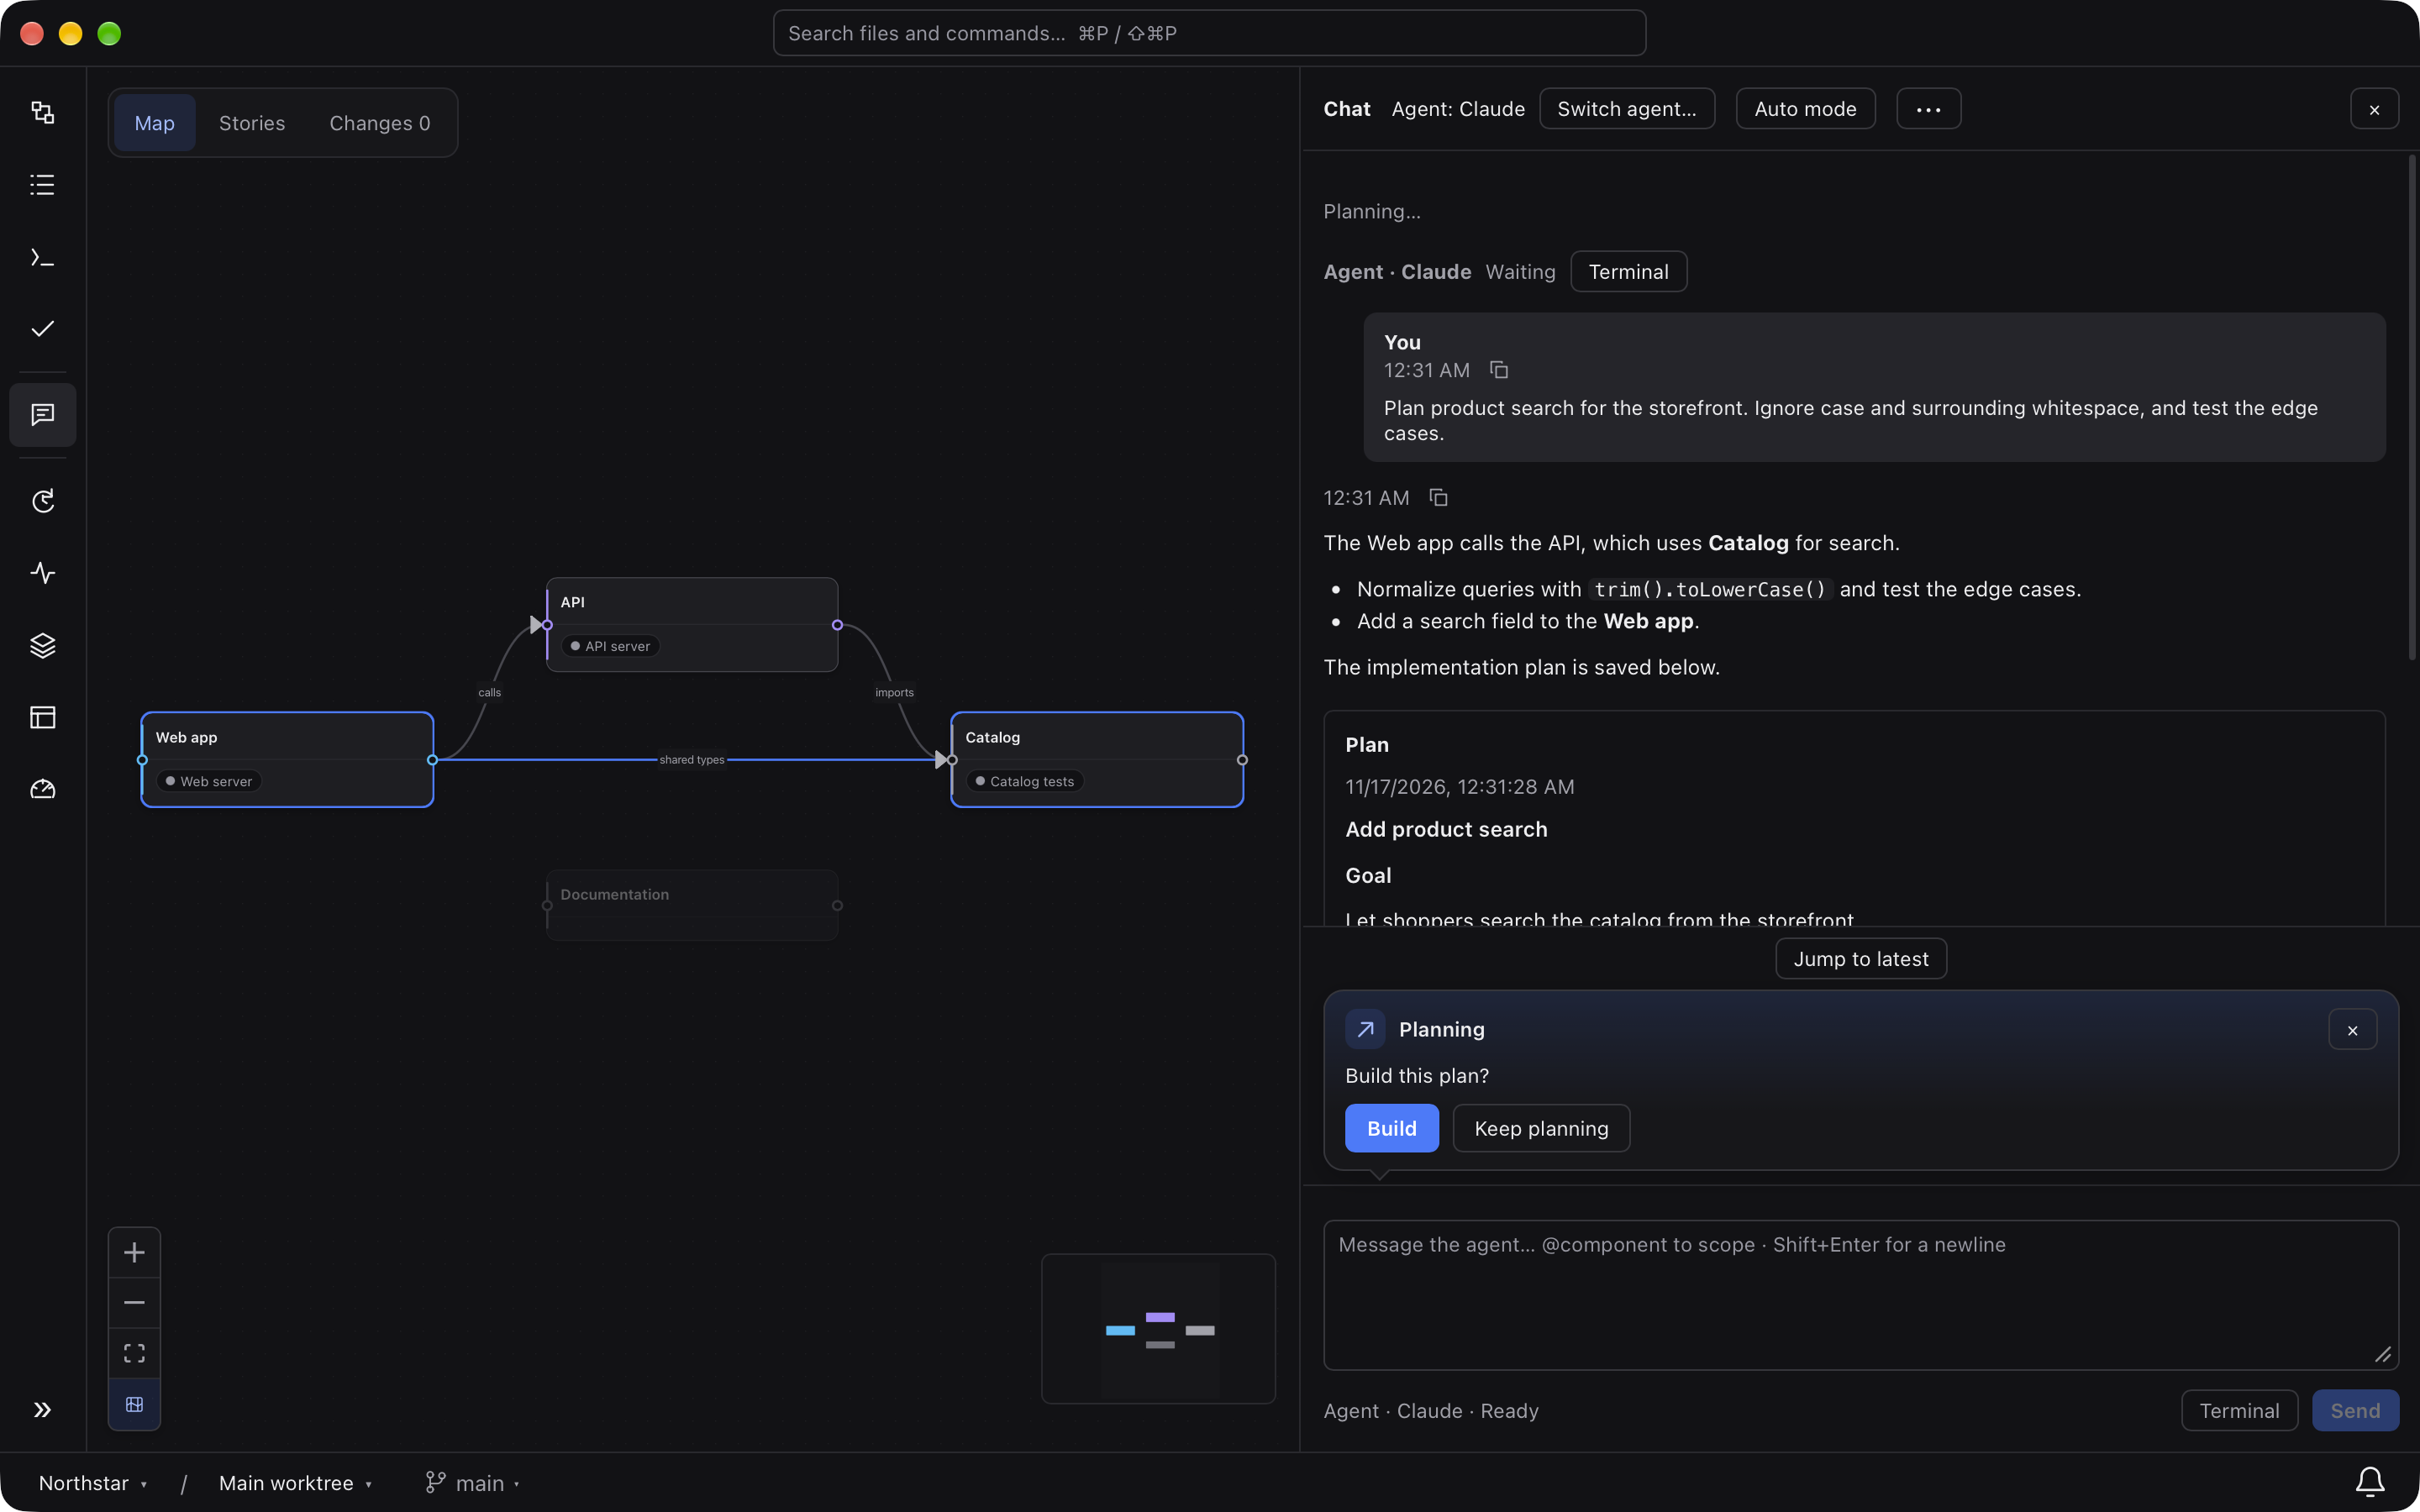 Search files and commands... ⌘P / ⇧⌘P
Map
Stories
Changes 0
API
API server
calls
imports
Web app
Web server
shared types
Catalog
Catalog tests
Documentation
Chat
Agent: Claude
Switch agent...
Auto mode
Planning...
Agent · Claude Waiting
Terminal
You
12:31 AM
Plan product search for the storefront. Ignore case and surrounding whitespace, and test the edge
cases.
12:31 AM
The Web app calls the API, which uses Catalog for search.
• Normalize queries with trim().toLowerCase() and test the edge cases.
• Add a search field to the Web app.
The implementation plan is saved below.
Plan
11/17/2026, 12:31:28 AM
Add product search
Goal
Let shoppers search the catalog from the storefront
Jump to latest
Planning
Build this plan?
Build
Keep planning
Message the agent... @component to scope · Shift+Enter for a newline
Agent · Claude · Ready
Terminal
Send
Northstar / Main worktree
main